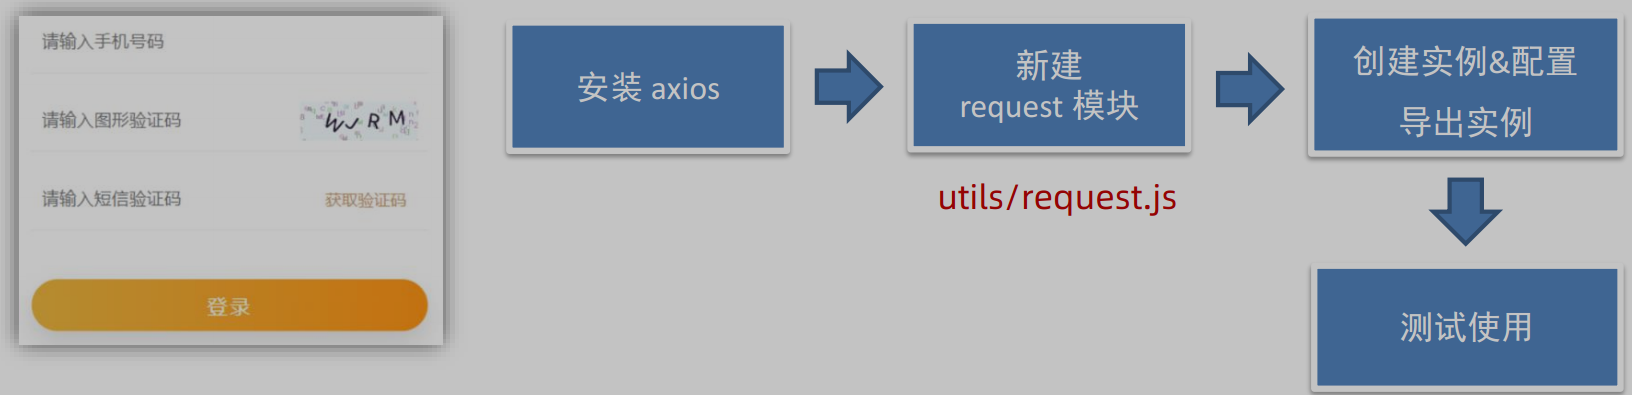 请输入手机号码
请输入图形验证码
WJRM
请输入短信验证码
获取验证码
登录
安装 axios
新建
request 模块
utils/request.js
创建实例&配置
导出实例
测试使用